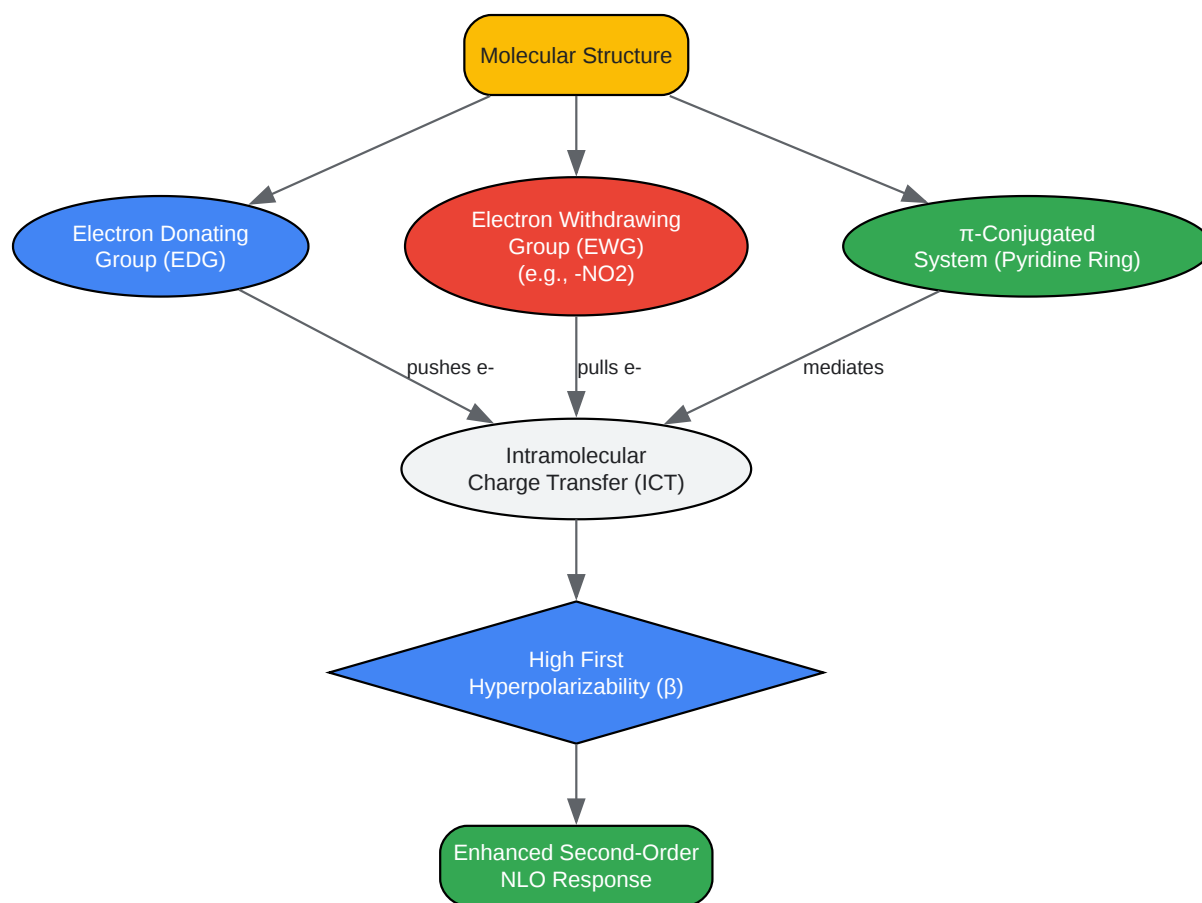 Molecular Structure
Electron Donating
Group (EDG)
Electron Withdrawing
Group (EWG)
(e.g., -NO2)
π-Conjugated
System (Pyridine Ring)
pushes e-
pulls e-
mediates
Intramolecular
Charge Transfer (ICT)
High First
Hyperpolarizability (β)
Enhanced Second-Order
NLO Response